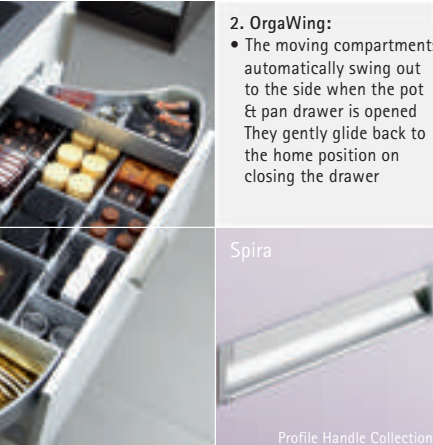 2. OrgaWing:
• The moving compartments
automatically swing out
to the side when the pot
& pan drawer is opened
They gently glide back to
the home position on
closing the drawer
Spira
Profile Handle Collection